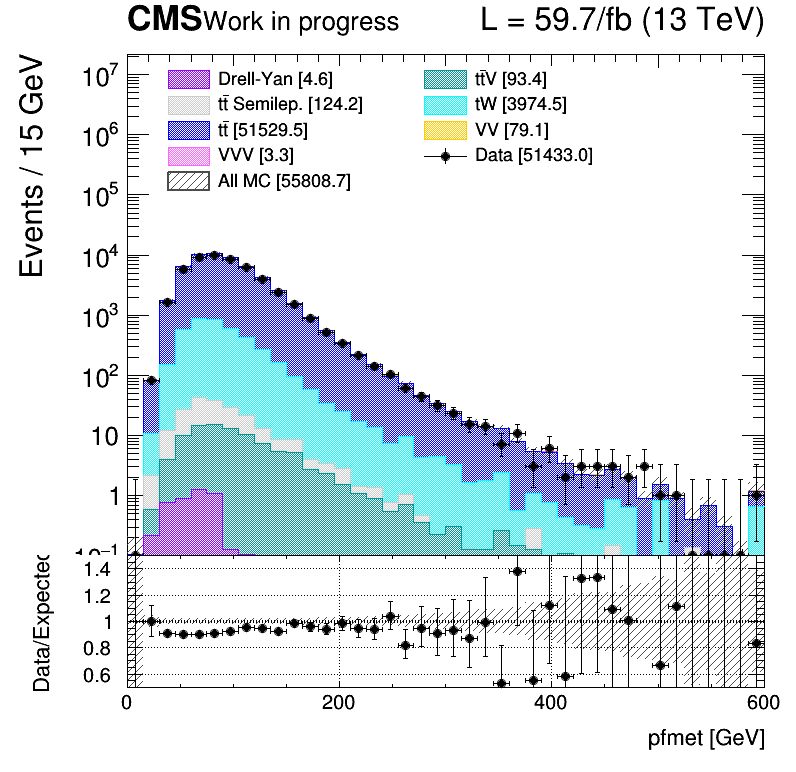 CMS Work in progress L = 59.7/fb (13 TeV)
Events / 15 GeV
10⁷
10⁶
10⁵
10⁴
10³
10²
10
1
10⁻¹
Drell-Yan [4.6]
tt̄ Semilep. [124.2]
tt̄ [51529.5]
VVV [3.3]
All MC [55808.7]
tt̄V [93.4]
tW [3974.5]
VV [79.1]
Data [51433.0]
Data/Expected
1.4
1.2
1
0.8
0.6
0 200 400 600
pfmet [GeV]